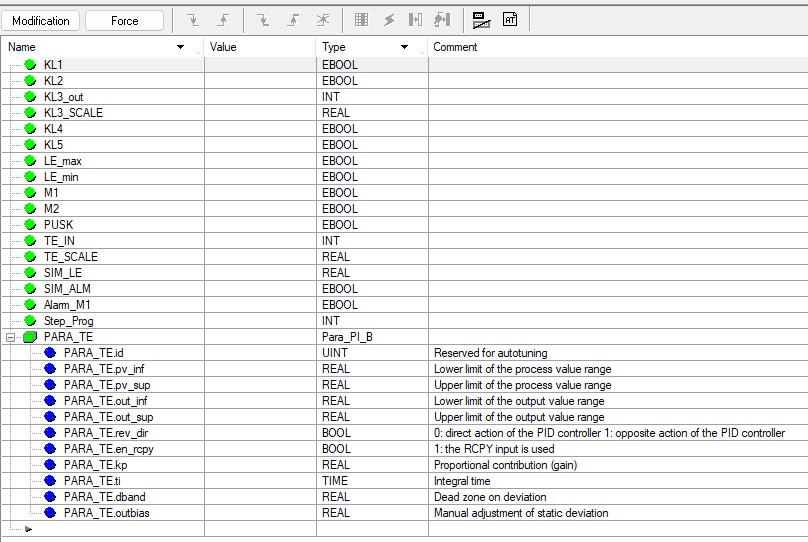 Modification Force
Name Value Type Comment
KL1 EBOOL
KL2 EBOOL
KL3_out INT
KL3_SCALE REAL
KL4 EBOOL
KL5 EBOOL
LE_max EBOOL
LE_min EBOOL
M1 EBOOL
M2 EBOOL
PUSK EBOOL
TE_IN INT
TE_SCALE REAL
SIM_LE REAL
SIM_ALM EBOOL
Alarm_M1 EBOOL
Step_Prog INT
PARA_TE Para_PI_B
PARA_TE.id UINT Reserved for autotuning
PARA_TE.pv_inf REAL Lower limit of the process value range
PARA_TE.pv_sup REAL Upper limit of the process value range
PARA_TE.out_inf REAL Lower limit of the output value range
PARA_TE.out_sup REAL Upper limit of the output value range
PARA_TE.rev_dir BOOL 0: direct action of the PID controller 1: opposite action of the PID controller
PARA_TE.en_rcpy BOOL 1: the RCPY input is used
PARA_TE.kp REAL Proportional contribution (gain)
PARA_TE.ti TIME Integral time
PARA_TE.dband REAL Dead zone on deviation
PARA_TE.outbias REAL Manual adjustment of static deviation